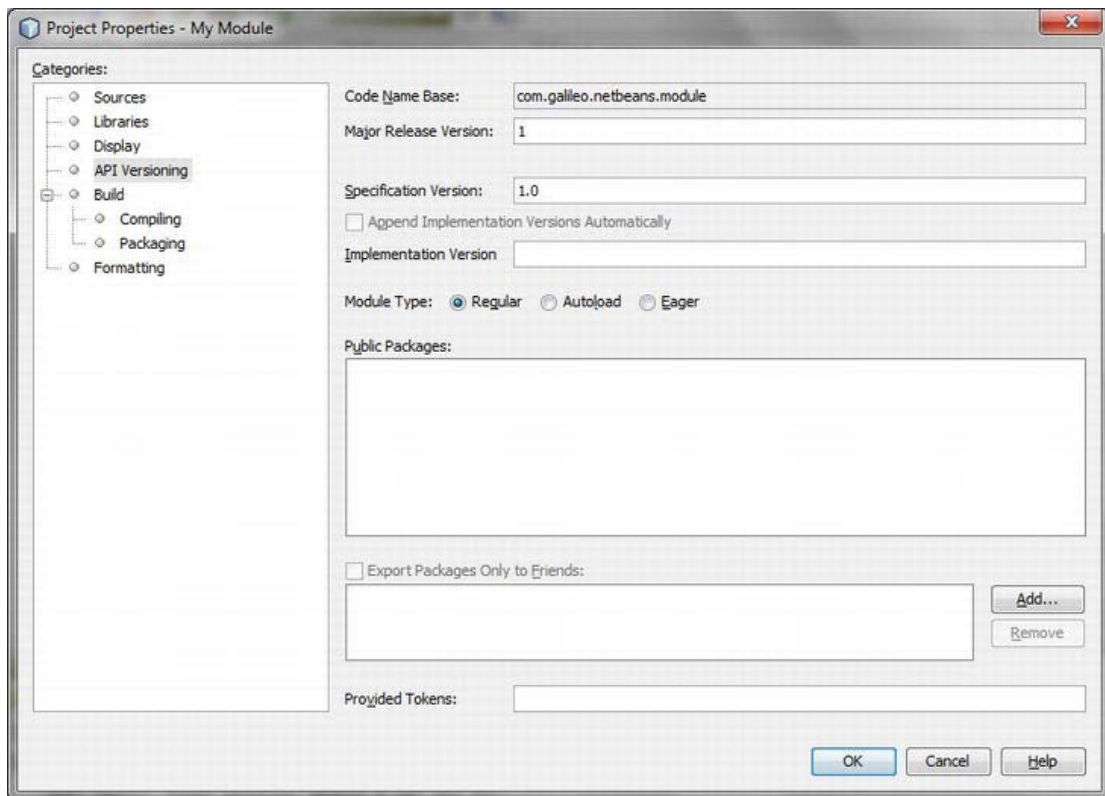 Project Properties - My Module
Categories:
Sources
Libraries
Display
API Versioning
Build
Compiling
Packaging
Formatting
Code Name Base: com.galileo.netbeans.module
Major Release Version: 1
Specification Version: 1.0
Append Implementation Versions Automatically
Implementation Version
Module Type: Regular Autoload Eager
Public Packages:
Export Packages Only to Friends:
Add...
Remove
Provided Tokens:
OK Cancel Help